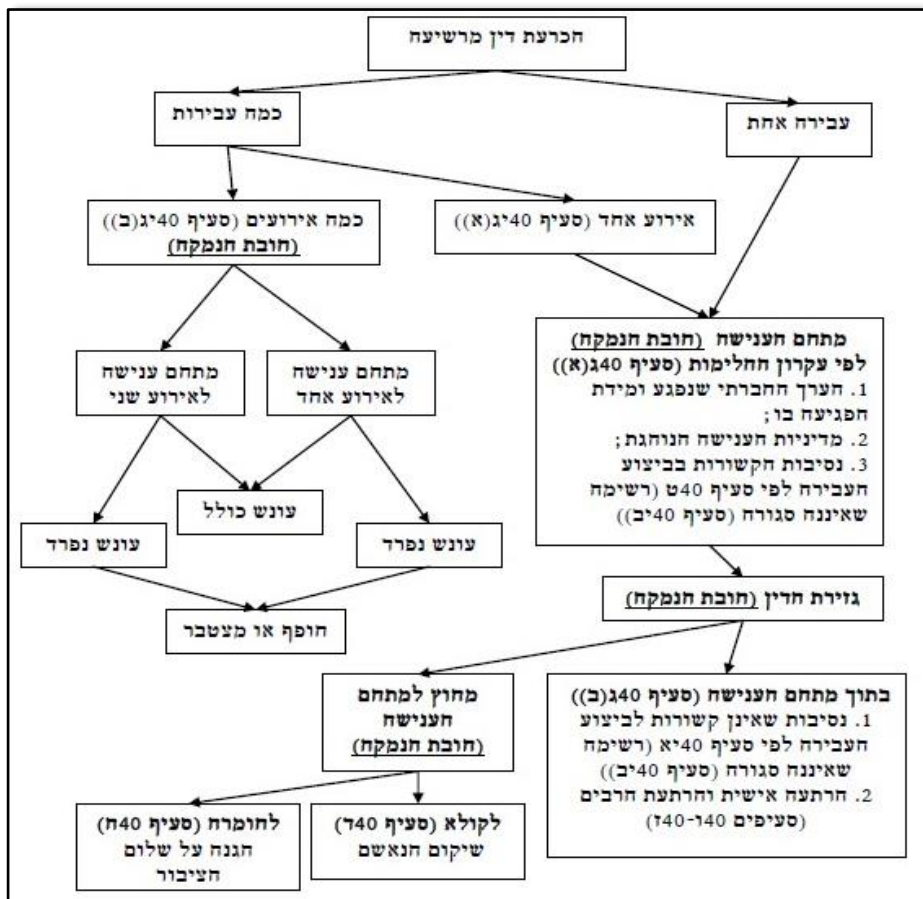 הכרעת דין מרשיעה
עבירה אחת
כמה עבירות
אירוע אחד (סעיף 40יג(א))
כמה אירועים (סעיף 40יג(ב))
(חובת הנמקה)
מתחם הענישה (חובת הנמקה)
לפי עקרון ההלימות (סעיף 40ג(א))
1. הערך החברתי שנפגע ומידת
הפגיעה בו;
2. מדיניות הענישה הנוהגת;
3. נסיבות הקשורות בביצוע
העבירה לפי סעיף 40ט (רשימה
שאיננה סגורה (סעיף 40יב))
מתחם ענישה
לאירוע אחד
מתחם ענישה
לאירוע שני
עונש כולל
עונש נפרד
עונש נפרד
חופף או מצטבר
גזירת הדין (חובת הנמקה)
בתוך מתחם הענישה (סעיף 40ג(ב))
1. נסיבות שאינן קשורות לביצוע
העבירה לפי סעיף 40יא (רשימה
שאיננה סגורה (סעיף 40יב))
2. הרתעה אישית והרתעת הרבים
(סעיפים 40ו-40ז)
מחוץ למתחם
הענישה
(חובת הנמקה)
לקולא (סעיף 40ד)
שיקום הנאשם
לחומרה (סעיף 40ה)
הגנה על שלום
הציבור